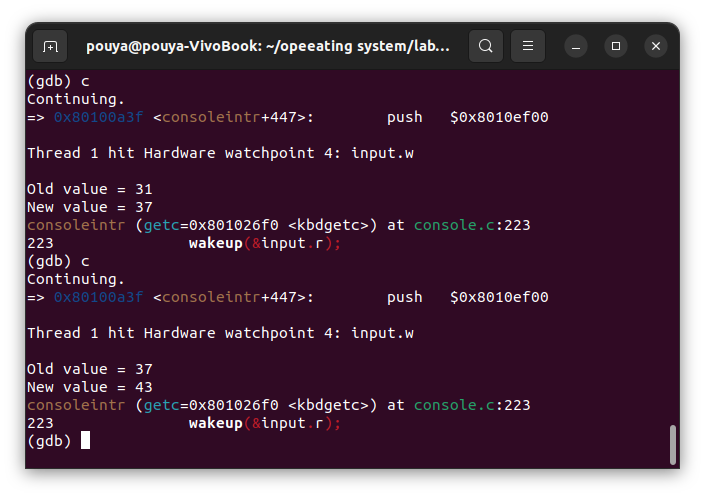 pouya@pouya-VivoBook: ~/opeeating system/lab...
(gdb) c
Continuing.
=> 0x80100a3f <consoleintr+447>:        push   $0x8010ef00

Thread 1 hit Hardware watchpoint 4: input.w

Old value = 31
New value = 37
consoleintr (getc=0x801026f0 <kbdgetc>) at console.c:223
223               wakeup(&input.r);
(gdb) c
Continuing.
=> 0x80100a3f <consoleintr+447>:        push   $0x8010ef00

Thread 1 hit Hardware watchpoint 4: input.w

Old value = 37
New value = 43
consoleintr (getc=0x801026f0 <kbdgetc>) at console.c:223
223               wakeup(&input.r);
(gdb)